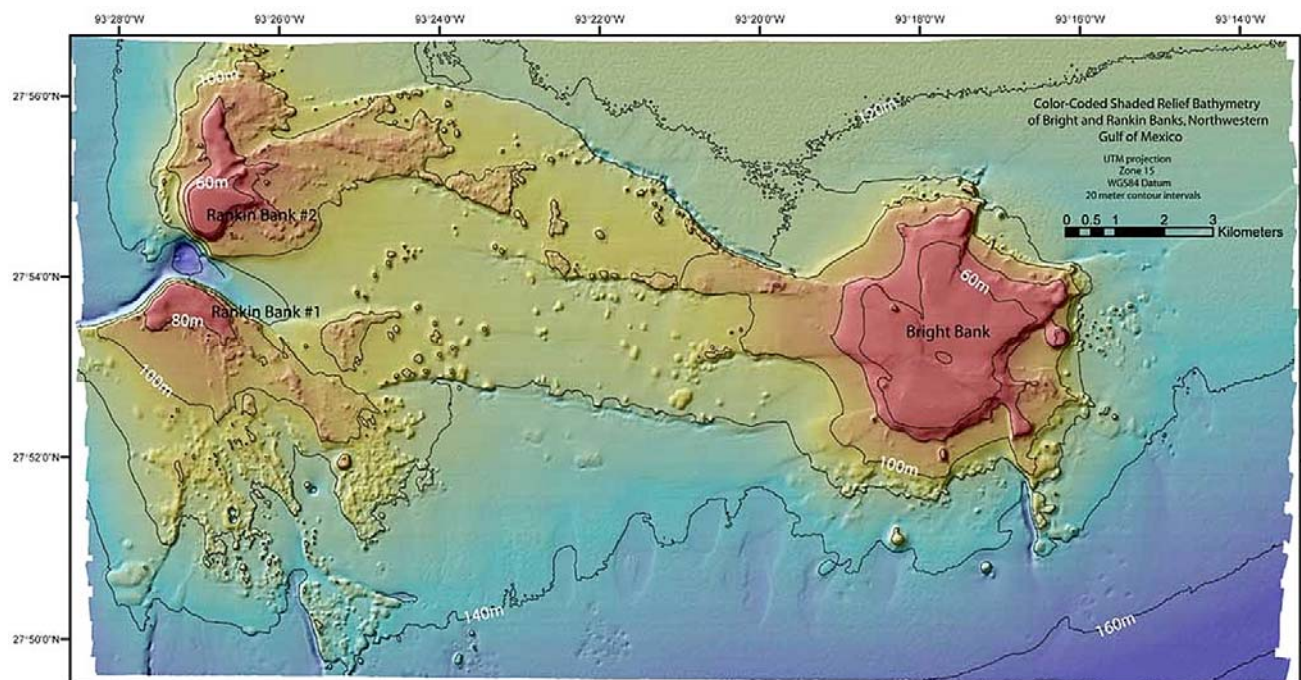 93°28'0"W 93°26'0"W 93°24'0"W 93°22'0"W 93°20'0"W 93°18'0"W 93°16'0"W 93°14'0"W
27°56'0"N
27°54'0"N
27°52'0"N
27°50'0"N
Color-Coded Shaded Relief Bathymetry
of Bright and Rankin Banks, Northwestern
Gulf of Mexico
UTM projection
Zone 15
WGS84 Datum
20 meter contour intervals
0 0.5 1 2 3
Kilometers
100m
120m
60m
Rankin Bank #2
60m
Rankin Bank #1
80m
Bright Bank
100m
100m
140m
160m